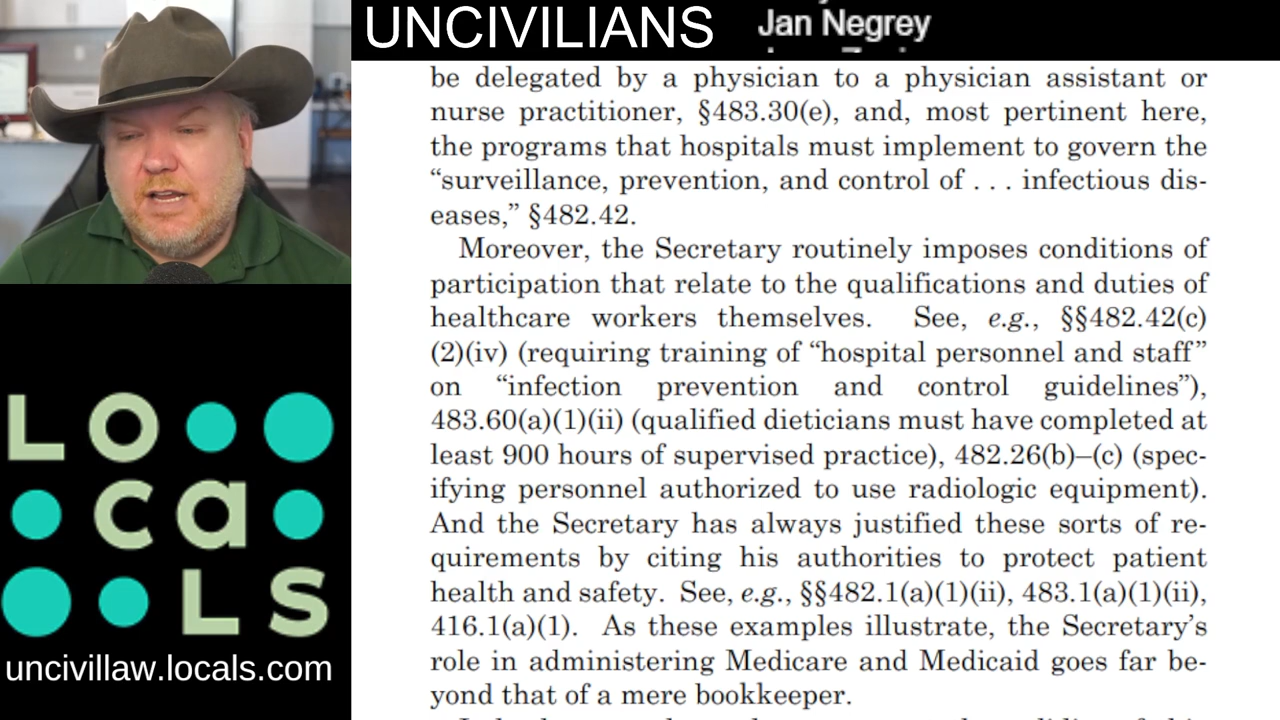 UNCIVILIANS
Jan Negrey
be delegated by a physician to a physician assistant or
nurse practitioner, §483.30(e), and, most pertinent here,
the programs that hospitals must implement to govern the
“surveillance, prevention, and control of . . . infectious dis-
eases,” §482.42.
Moreover, the Secretary routinely imposes conditions of
participation that relate to the qualifications and duties of
healthcare workers themselves. See, e.g., §§482.42(c)
(2)(iv) (requiring training of “hospital personnel and staff”
on “infection prevention and control guidelines”),
483.60(a)(1)(ii) (qualified dieticians must have completed at
least 900 hours of supervised practice), 482.26(b)–(c) (spec-
ifying personnel authorized to use radiologic equipment).
And the Secretary has always justified these sorts of re-
quirements by citing his authorities to protect patient
health and safety. See, e.g., §§482.1(a)(1)(ii), 483.1(a)(1)(ii),
416.1(a)(1). As these examples illustrate, the Secretary’s
role in administering Medicare and Medicaid goes far be-
yond that of a mere bookkeeper.
LO
ca
LS
uncivillaw.locals.com